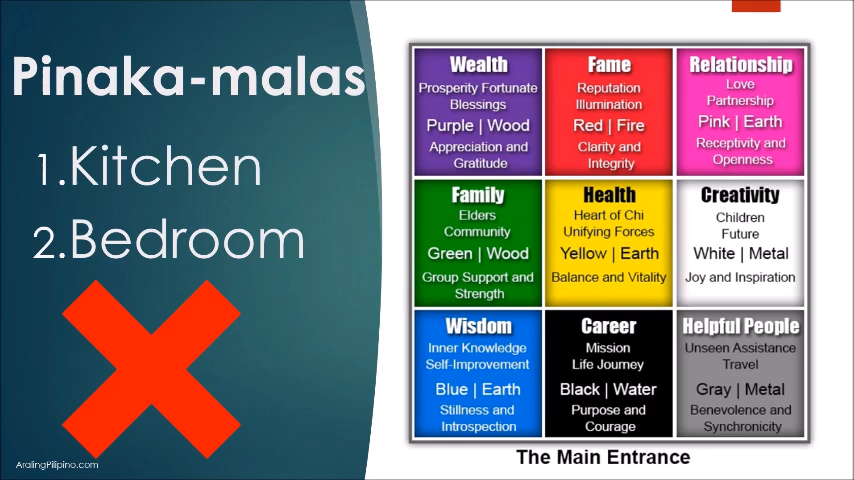 Pinaka-malas
1.Kitchen
2.Bedroom
AralingPilipino.com
Wealth
Prosperity Fortunate
Blessings
Purple | Wood
Appreciation and
Gratitude
Fame
Reputation
Illumination
Red | Fire
Clarity and
Integrity
Relationship
Love
Partnership
Pink | Earth
Receptivity and
Openness
Family
Elders
Community
Green | Wood
Group Support and
Strength
Health
Heart of Chi
Unifying Forces
Yellow | Earth
Balance and Vitality
Creativity
Children
Future
White | Metal
Joy and Inspiration
Wisdom
Inner Knowledge
Self-Improvement
Blue | Earth
Stillness and
Introspection
Career
Mission
Life Journey
Black | Water
Purpose and
Courage
Helpful People
Unseen Assistance
Travel
Gray | Metal
Benevolence and
Synchronicity
The Main Entrance